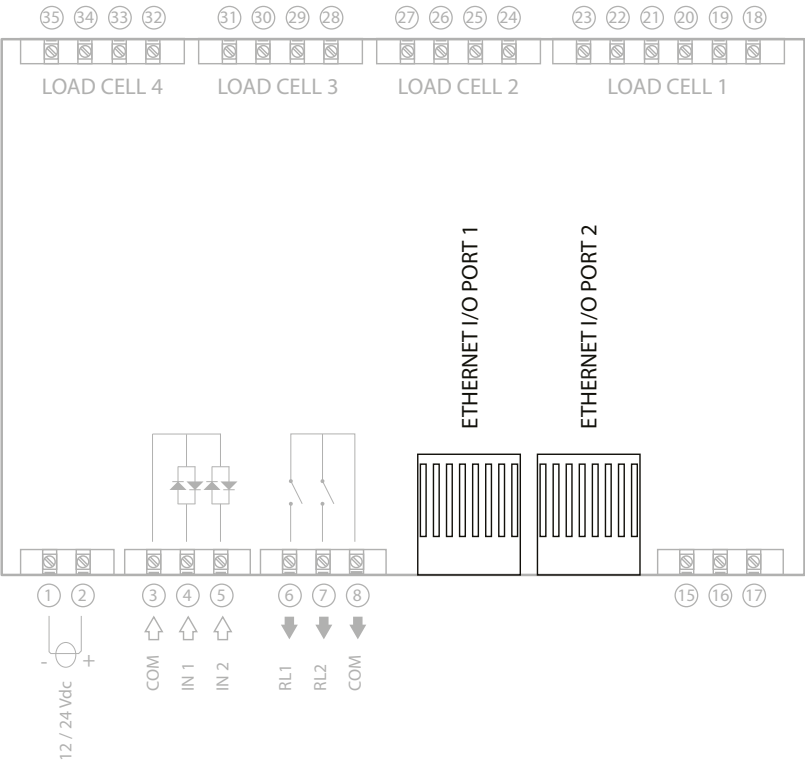 35 34 33 32 31 30 29 28 27 26 25 24 23 22 21 20 19 18
LOAD CELL 4 LOAD CELL 3 LOAD CELL 2 LOAD CELL 1
ETHERNET I/O PORT 1
ETHERNET I/O PORT 2
1 2 3 4 5 6 7 8 15 16 17
- +
12 / 24 Vdc
COM
IN 1
IN 2
RL1
RL2
COM